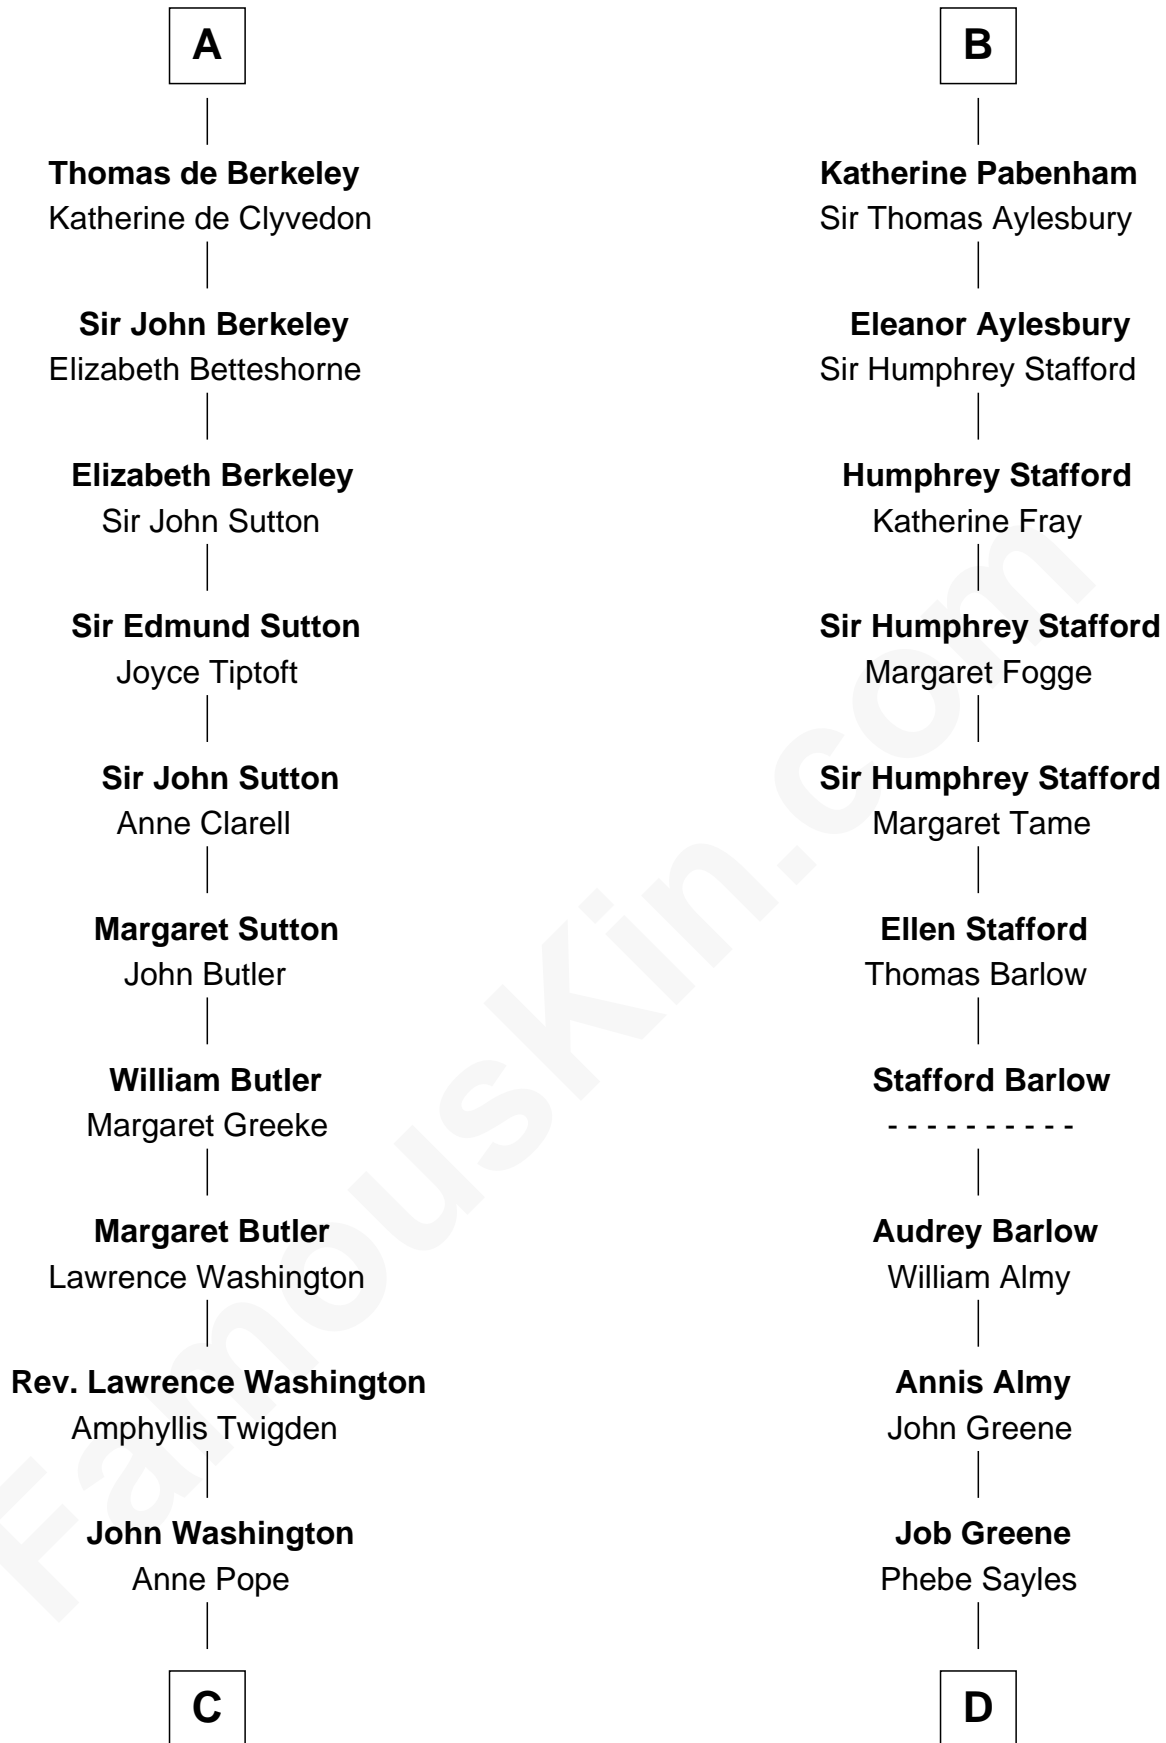 A
Thomas de Berkeley
Katherine de Clyvedon
Sir John Berkeley
Elizabeth Betteshorne
Elizabeth Berkeley
Sir John Sutton
Sir Edmund Sutton
Joyce Tiptoft
Sir John Sutton
Anne Clarell
Margaret Sutton
John Butler
William Butler
Margaret Greeke
Margaret Butler
Lawrence Washington
Rev. Lawrence Washington
Amphyllis Twigden
John Washington
Anne Pope
C
B
Katherine Pabenham
Sir Thomas Aylesbury
Eleanor Aylesbury
Sir Humphrey Stafford
Humphrey Stafford
Katherine Fray
Sir Humphrey Stafford
Margaret Fogge
Sir Humphrey Stafford
Margaret Tame
Ellen Stafford
Thomas Barlow
Stafford Barlow
- - - - - - - - - -
Audrey Barlow
William Almy
Annis Almy
John Greene
Job Greene
Phebe Sayles
D
FamousKin.com